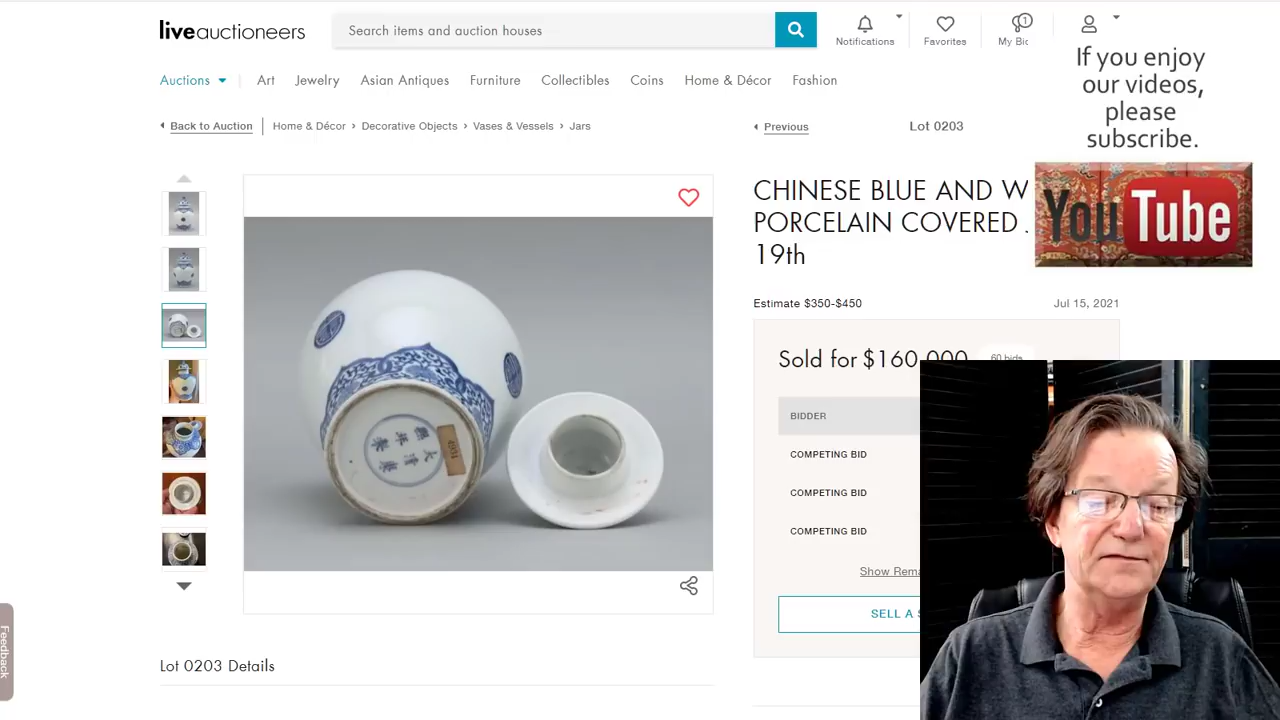 liveauctioneers
Search items and auction houses
Notifications
Favorites
1
My Bic
If you enjoy
our videos,
please
subscribe.
YouTube
Auctions
Art
Jewelry
Asian Antiques
Furniture
Collectibles
Coins
Home & Décor
Fashion
Back to Auction
Home & Décor › Decorative Objects › Vases & Vessels › Jars
Previous
Lot 0203
CHINESE BLUE AND W
PORCELAIN COVERED
19th
Estimate $350-$450
Jul 15, 2021
Sold for $160,000
60 bids
BIDDER
COMPETING BID
COMPETING BID
COMPETING BID
Show Rema
SELL A S
Lot 0203 Details
Feedback